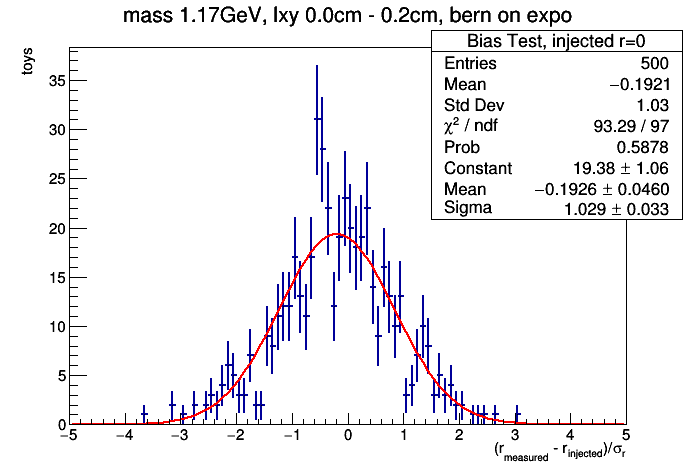 mass 1.17GeV, lxy 0.0cm - 0.2cm, bern on expo
Bias Test, injected r=0
Entries 500
Mean −0.1921
Std Dev 1.03
χ² / ndf 93.29 / 97
Prob 0.5878
Constant 19.38 ± 1.06
Mean −0.1926 ± 0.0460
Sigma 1.029 ± 0.033
toys
35
30
25
20
15
10
5
0
−5 −4 −3 −2 −1 0 1 2 3 4 5
(r_measured - r_injected)/σ_r